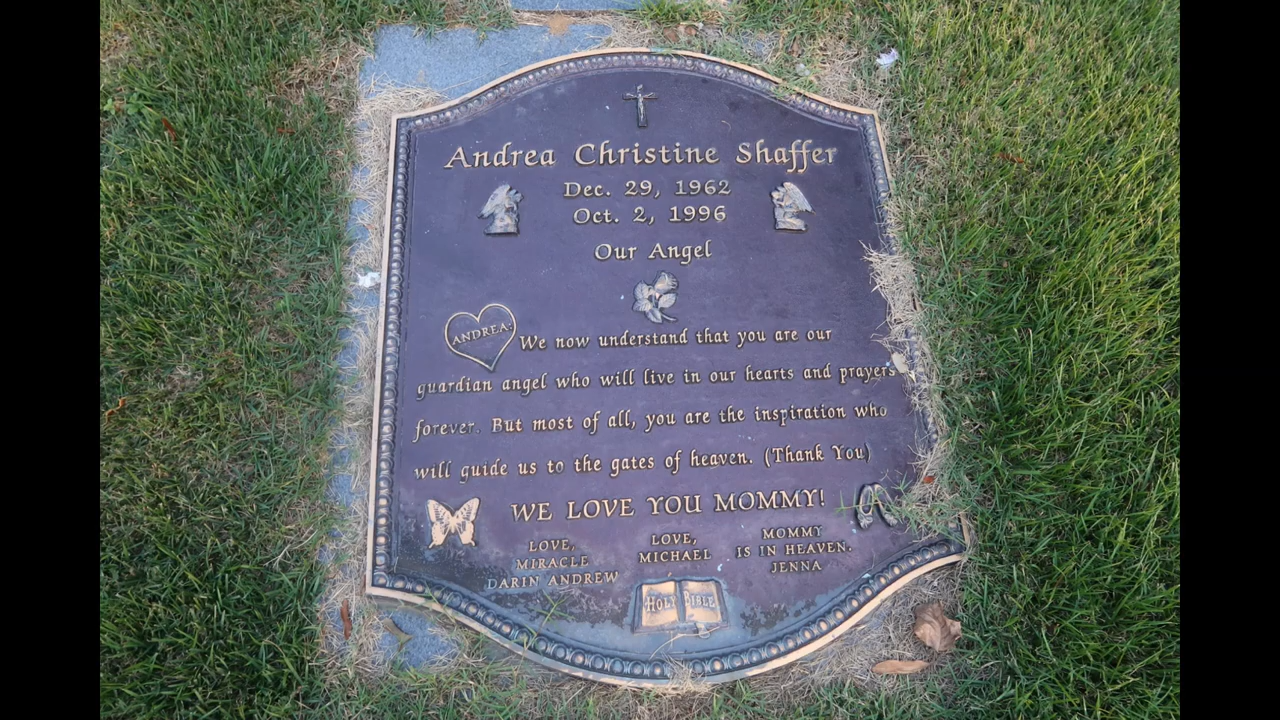 Andrea Christine Shaffer
Dec. 29, 1962
Oct. 2, 1996
Our Angel
ANDREA: We now understand that you are our
guardian angel who will live in our hearts and prayers
forever. But most of all, you are the inspiration who
will guide us to the gates of heaven. (Thank You)
WE LOVE YOU MOMMY!
LOVE,
MIRACLE
DARIN ANDREW
LOVE,
MICHAEL
MOMMY
IS IN HEAVEN.
JENNA
HOLY BIBLE